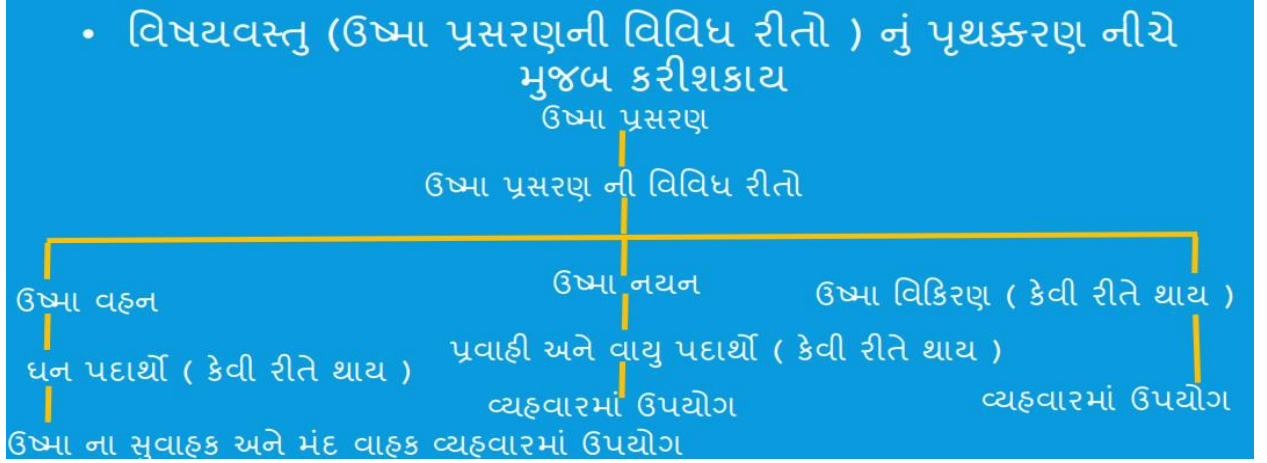 • વિષયવસ્તુ (ઉષ્મા પ્રસરણની વિવિધ રીતો ) નું પૃથક્કરણ નીચે
મુજબ કરીશકાય
ઉષ્મા પ્રસરણ
ઉષ્મા પ્રસરણ ની વિવિધ રીતો
ઉષ્મા વહન
ઉષ્મા નયન
ઉષ્મા વિકિરણ ( કેવી રીતે થાય )
ઘન પદાર્થો ( કેવી રીતે થાય )
પ્રવાહી અને વાયુ પદાર્થો ( કેવી રીતે થાય )
વ્યહવારમાં ઉપયોગ
વ્યહવારમાં ઉપયોગ
ઉષ્મા ના સુવાહક અને મંદ વાહક વ્યહવારમાં ઉપયોગ